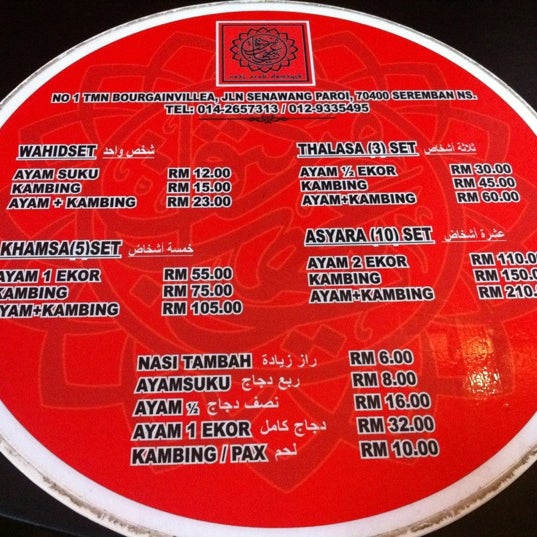 nasi arab damsyik
NO 1 TMN BOURGAINVILLEA, JLN SENAWANG PAROI, 70400 SEREMBAN NS.
TEL: 014-2657313 / 012-9335495
WAHIDSET شخص واحد
AYAM SUKU RM 12.00
KAMBING RM 15.00
AYAM + KAMBING RM 23.00
THALASA (3) SET ثلاثة أشخاص
AYAM ½ EKOR RM 30.00
KAMBING RM 45.00
AYAM+KAMBING RM 60.00
KHAMSA(5)SET خمسة أشخاص
AYAM 1 EKOR RM 55.00
KAMBING RM 75.00
AYAM+KAMBING RM 105.00
ASYARA (10) SET عشرة أشخاص
AYAM 2 EKOR RM 110.00
KAMBING RM 150.00
AYAM+KAMBING RM 210.
NASI TAMBAH راز زيادة RM 6.00
AYAMSUKU ربع دجاج RM 8.00
AYAM ½ نصف دجاج RM 16.00
AYAM 1 EKOR دجاج كامل RM 32.00
KAMBING / PAX لحم RM 10.00